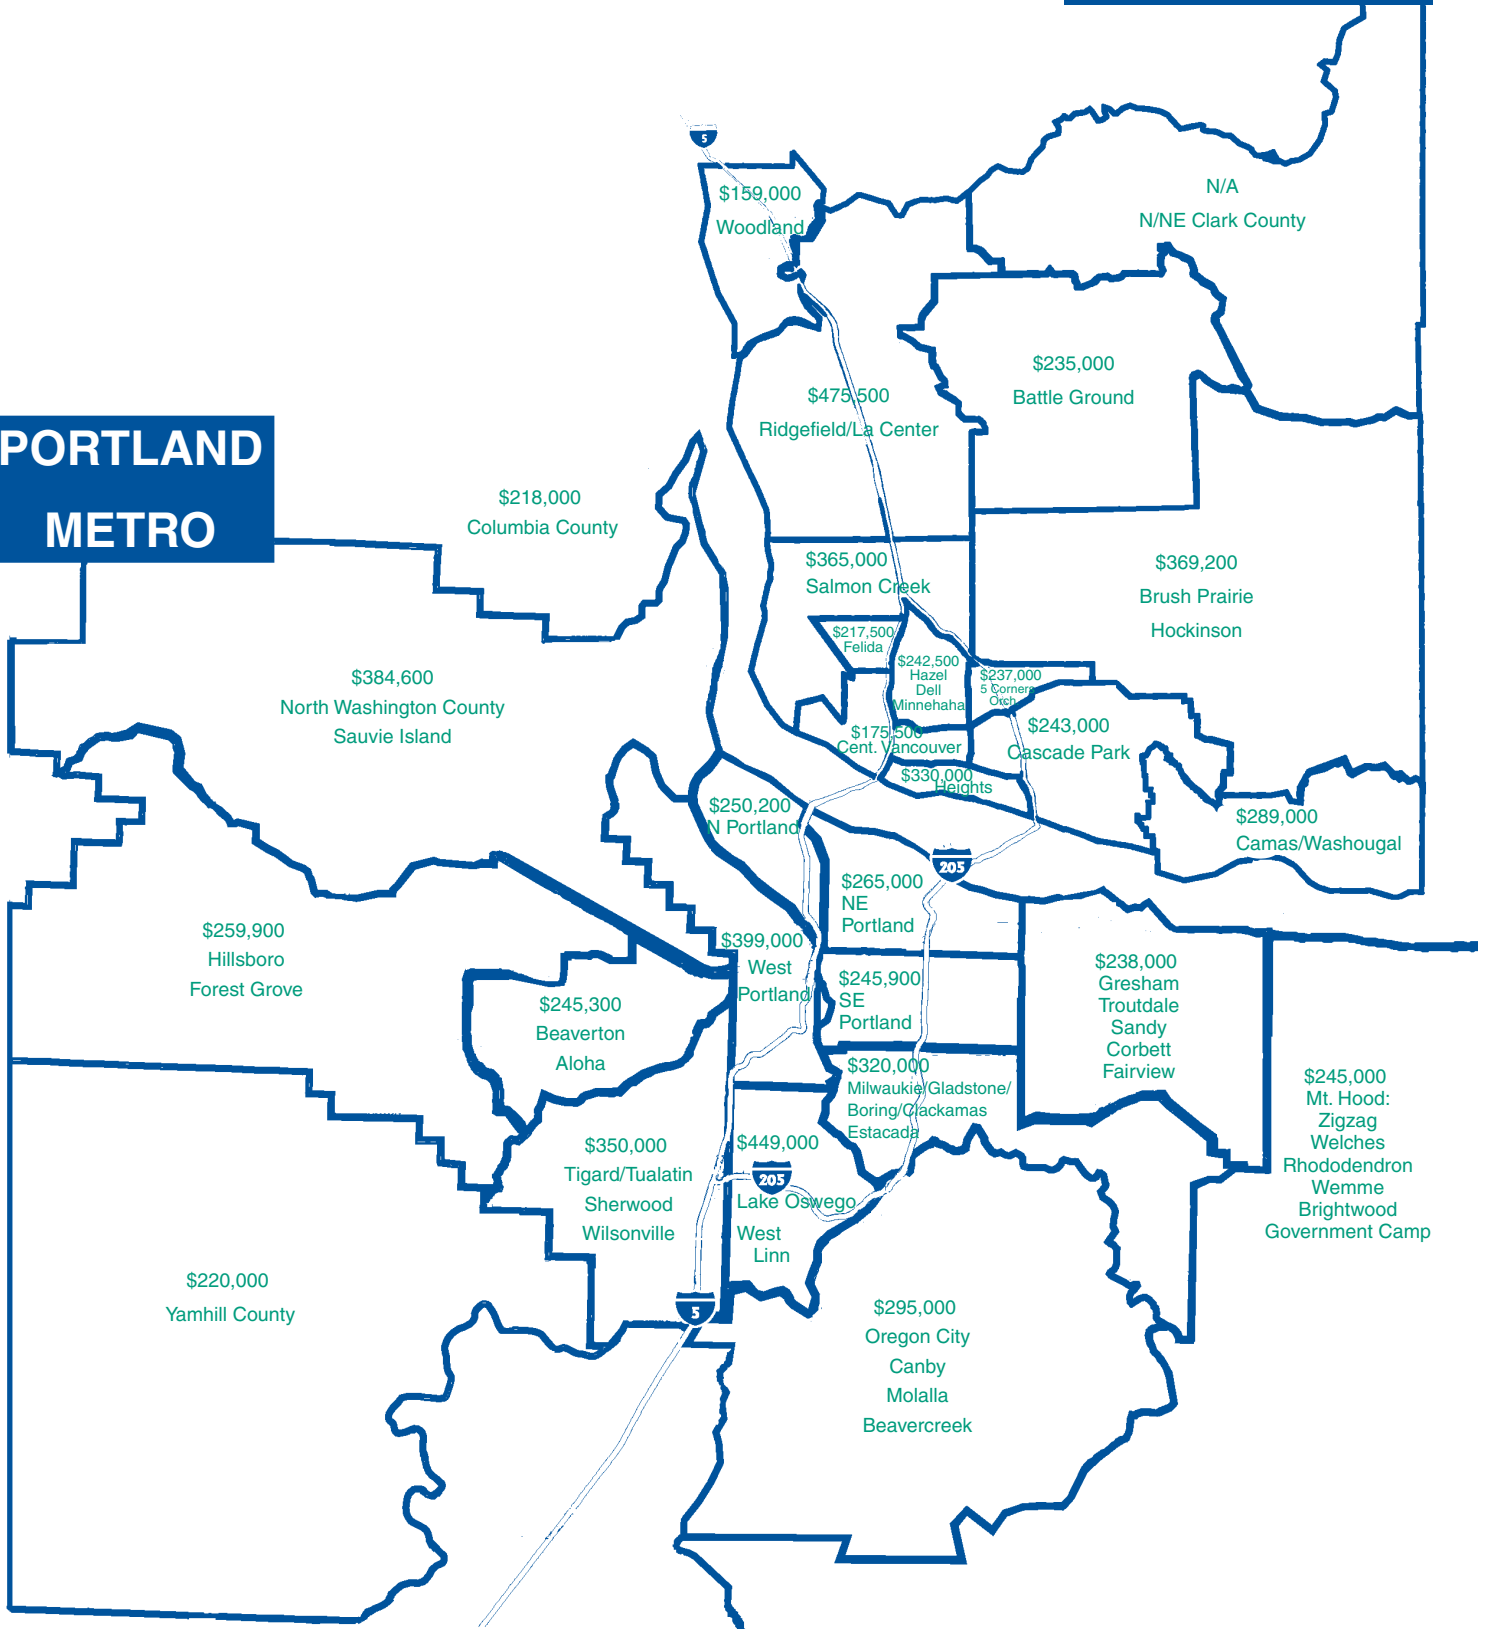 5
$159,000
Woodland
N/A
N/NE Clark County
$235,000
Battle Ground
$475,500
Ridgefield/La Center
PORTLAND
METRO
$218,000
Columbia County
$365,000
Salmon Creek
$369,200
Brush Prairie
Hockinson
$217,500
Felida
$242,500
Hazel
Dell
Minnehaha
$237,000
5 Corners
Orch
$384,600
North Washington County
Sauvie Island
$175,500
Cent. Vancouver
$243,000
Cascade Park
$330,000
Heights
$250,200
N Portland
$289,000
Camas/Washougal
205
$265,000
NE
Portland
$259,900
Hillsboro
Forest Grove
$399,000
West
Portland
$245,900
SE
Portland
$238,000
Gresham
Troutdale
Sandy
Corbett
Fairview
$245,300
Beaverton
Aloha
$320,000
Milwaukie/Gladstone/
Boring/Clackamas
Estacada
$245,000
Mt. Hood:
Zigzag
Welches
Rhododendron
Wemme
Brightwood
Government Camp
$350,000
Tigard/Tualatin
Sherwood
Wilsonville
$449,000
205
Lake Oswego
West
Linn
$220,000
Yamhill County
5
$295,000
Oregon City
Canby
Molalla
Beavercreek